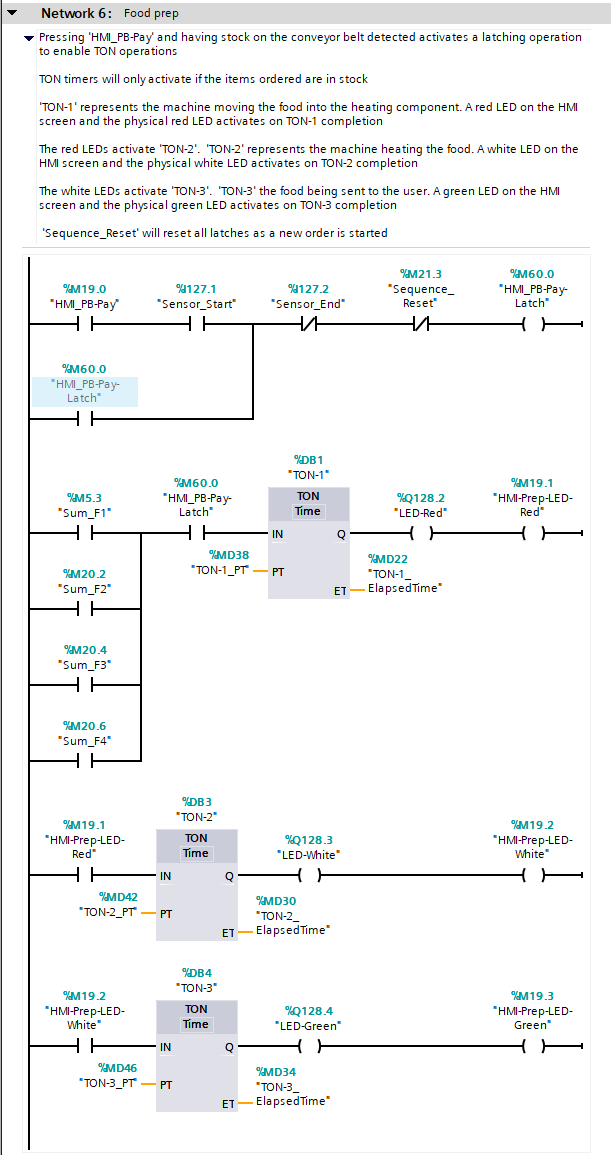 Network 6: Food prep
Pressing 'HMI_PB-Pay' and having stock on the conveyor belt detected activates a latching operation
to enable TON operations
TON timers will only activate if the items ordered are in stock
'TON-1' represents the machine moving the food into the heating component. A red LED on the HMI
screen and the physical red LED activates on TON-1 completion
The red LEDs activate 'TON-2'. 'TON-2' represents the machine heating the food. A white LED on the
HMI screen and the physical white LED activates on TON-2 completion
The white LEDs activate 'TON-3'. 'TON-3' the food being sent to the user. A green LED on the HMI
screen and the physical green LED activates on TON-3 completion
'Sequence_Reset' will reset all latches as a new order is started
%M19.0
"HMI_PB-Pay"
%I127.1
"Sensor_Start"
%I127.2
"Sensor_End"
%M21.3
"Sequence_
Reset"
%M60.0
"HMI_PB-Pay-
Latch"
%M60.0
"HMI_PB-Pay-
Latch"
%M5.3
"Sum_F1"
%M60.0
"HMI_PB-Pay-
Latch"
%DB1
"TON-1"
TON
Time
IN
Q
%MD38
"TON-1_PT"
PT
ET
%MD22
"TON-1_
ElapsedTime"
%Q128.2
"LED-Red"
%M19.1
"HMI-Prep-LED-
Red"
%M20.2
"Sum_F2"
%M20.4
"Sum_F3"
%M20.6
"Sum_F4"
%M19.1
"HMI-Prep-LED-
Red"
%DB3
"TON-2"
TON
Time
IN
Q
%MD42
"TON-2_PT"
PT
ET
%MD30
"TON-2_
ElapsedTime"
%Q128.3
"LED-White"
%M19.2
"HMI-Prep-LED-
White"
%M19.2
"HMI-Prep-LED-
White"
%DB4
"TON-3"
TON
Time
IN
Q
%MD46
"TON-3_PT"
PT
ET
%MD34
"TON-3_
ElapsedTime"
%Q128.4
"LED-Green"
%M19.3
"HMI-Prep-LED-
Green"